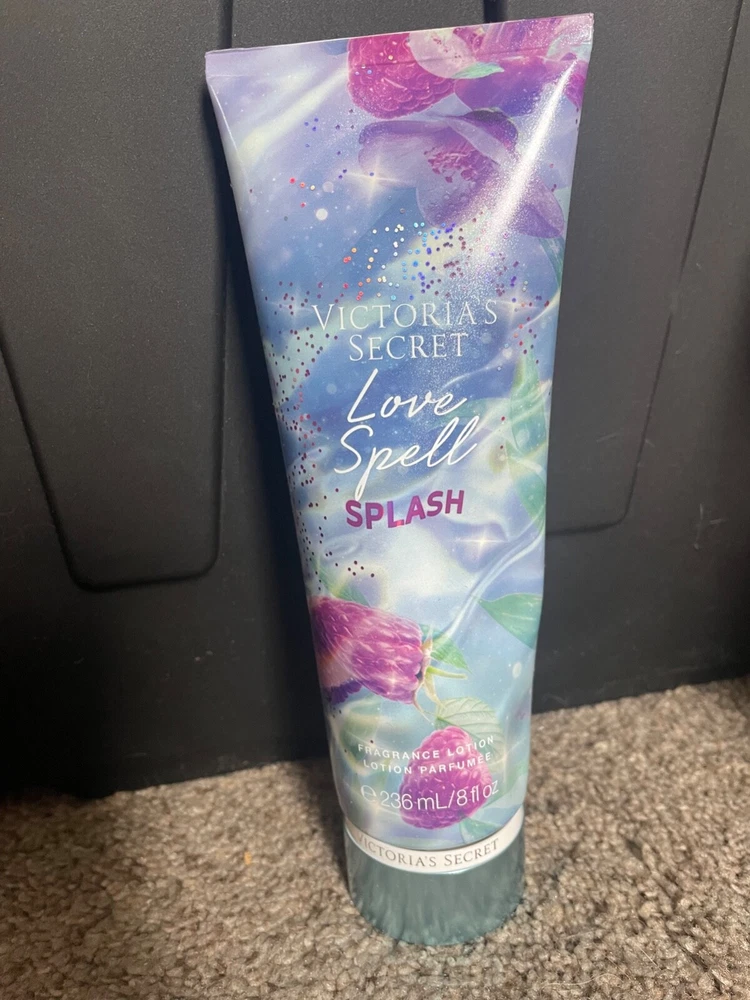 VICTORIA'S
SECRET
Love
Spell
SPLASH
FRAGRANCE LOTION
LOTION PARFUMÉE
℮ 236 mL/8 fl oz
VICTORIA'S SECRET